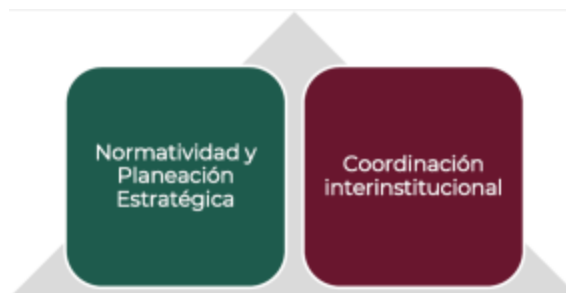 Normatividad y
Planeación
Estratégica
Coordinación
interinstitucional